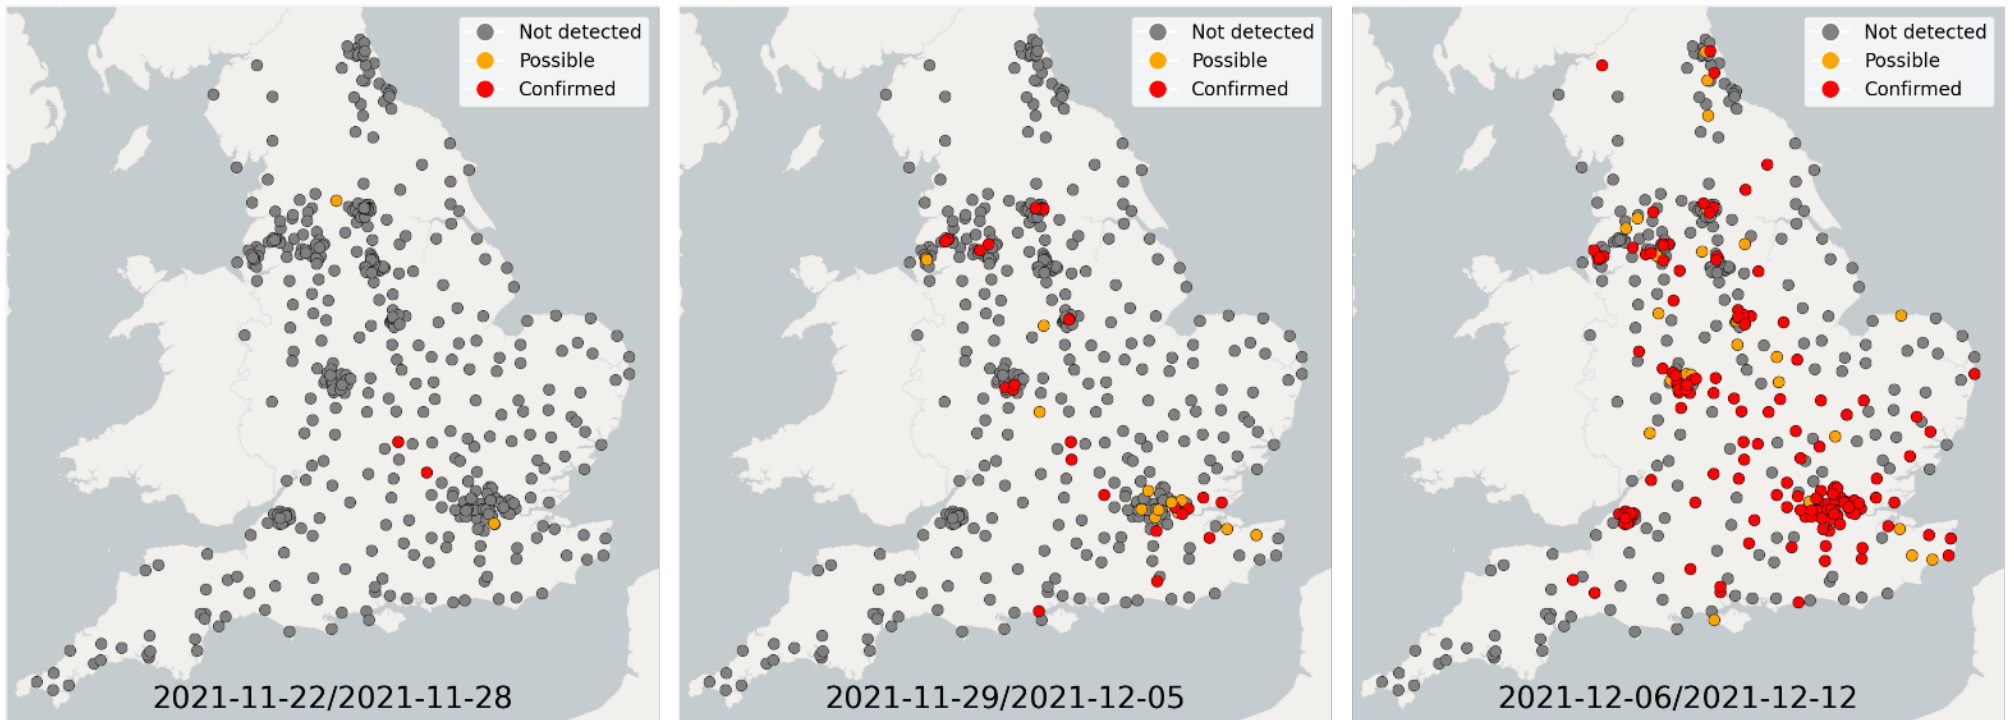 Not detected
Possible
Confirmed
2021-11-22/2021-11-28
Not detected
Possible
Confirmed
2021-11-29/2021-12-05
Not detected
Possible
Confirmed
2021-12-06/2021-12-12